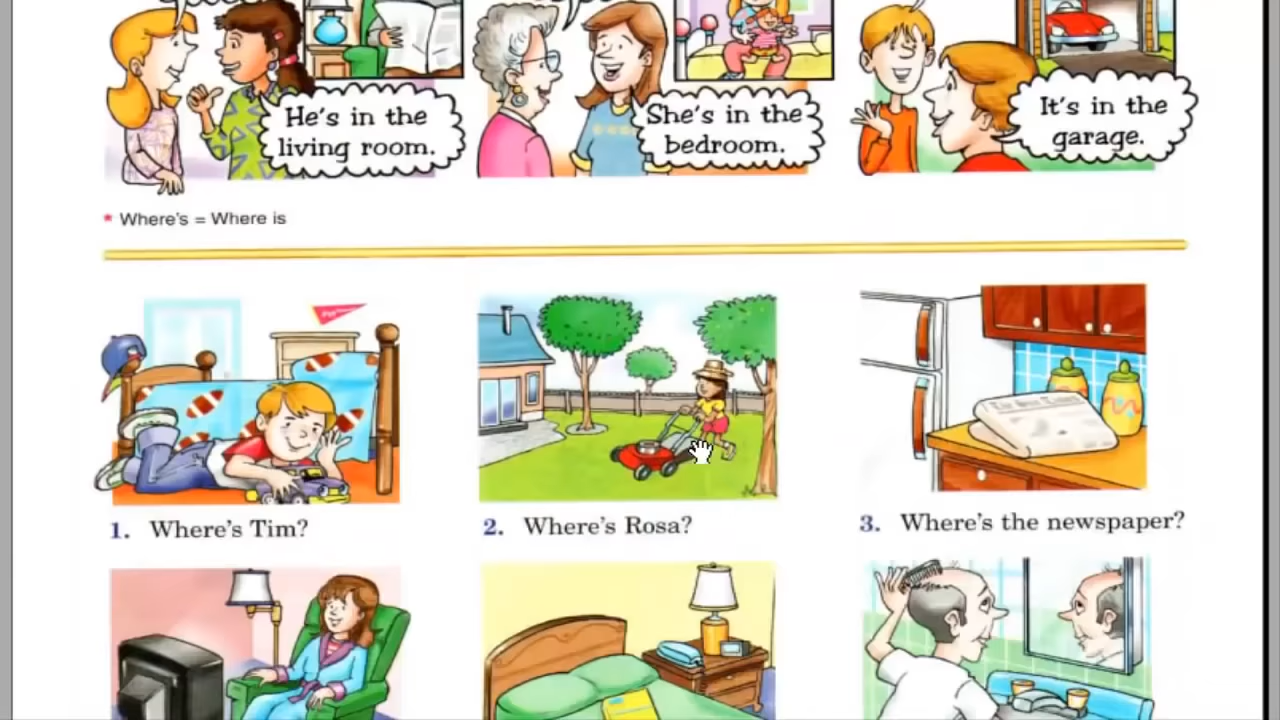 He's in the
living room.
She's in the
bedroom.
It's in the
garage.
* Where's = Where is
1. Where's Tim?
2. Where's Rosa?
3. Where's the newspaper?